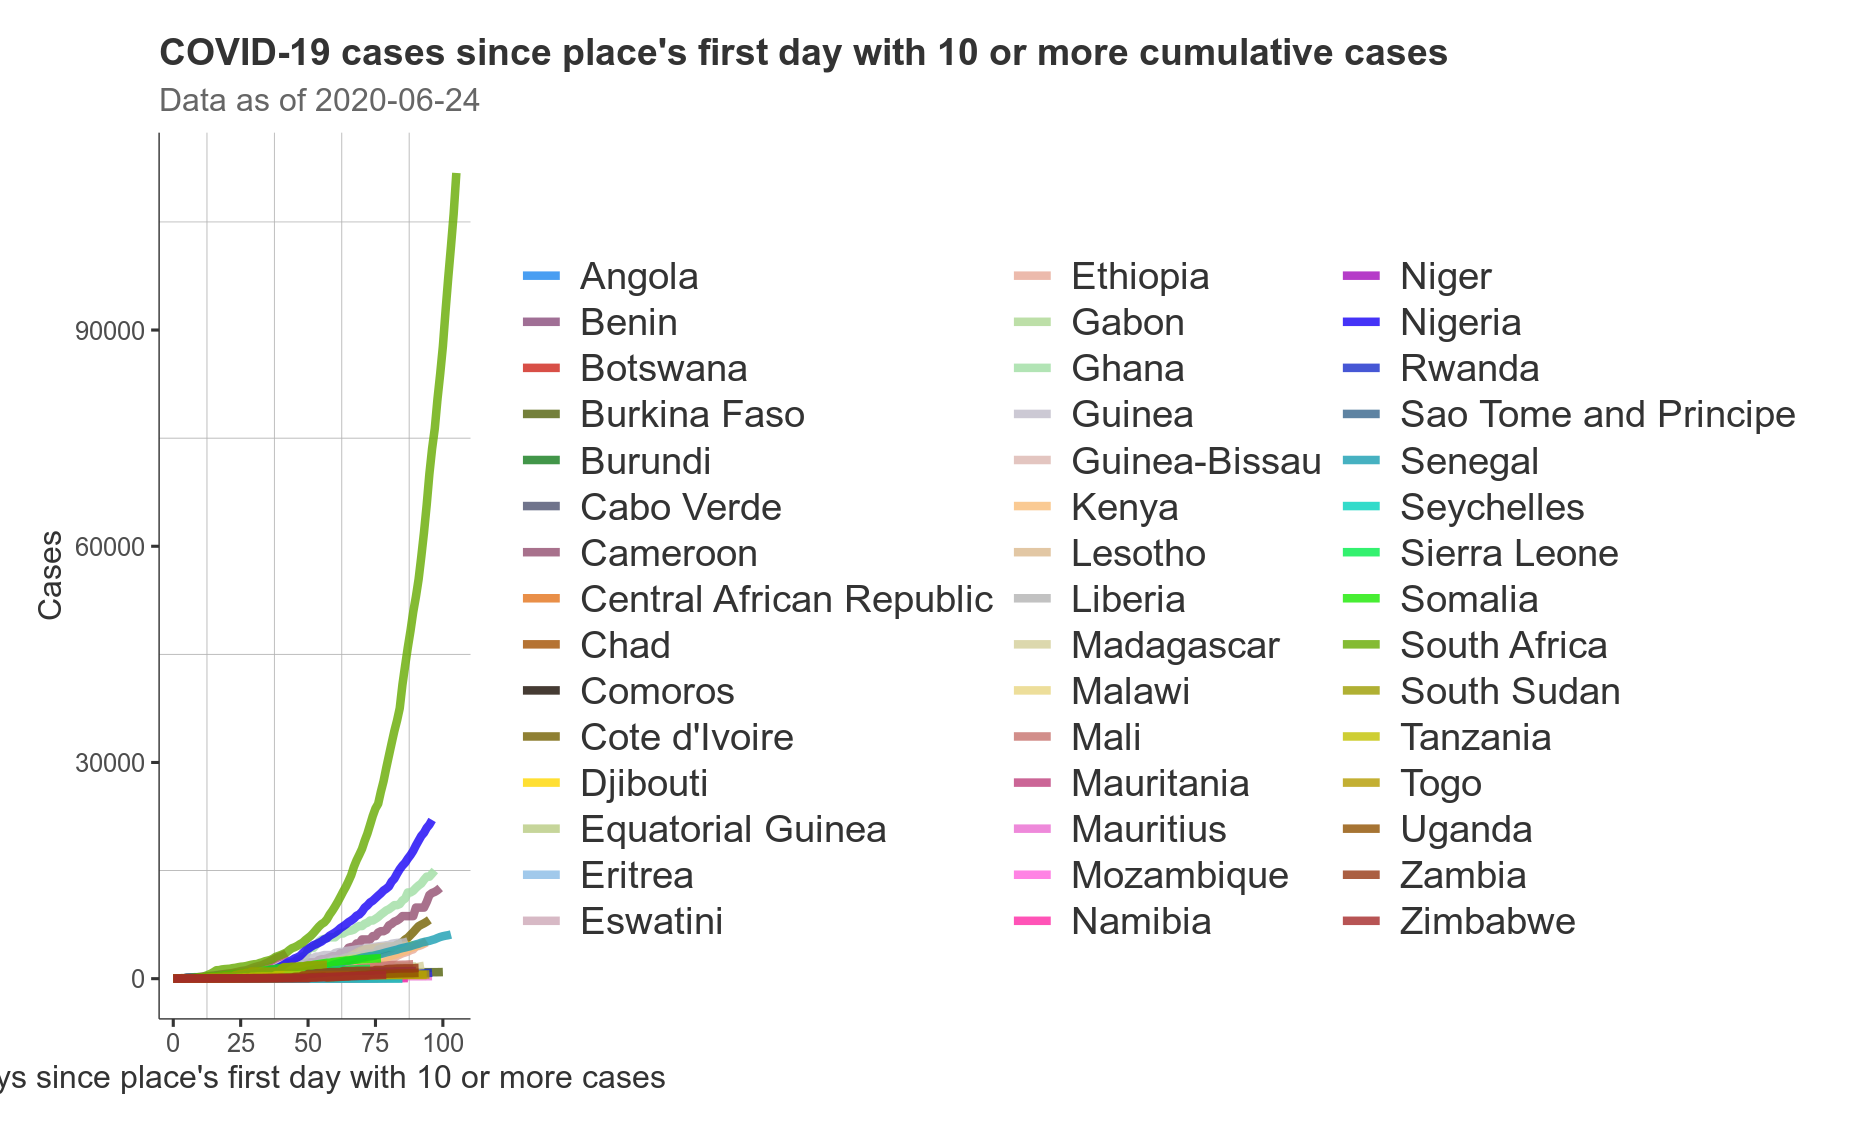 COVID-19 cases since place's first day with 10 or more cumulative cases
Data as of 2020-06-24
90000
60000
30000
0
Cases
0 25 50 75 100
ys since place's first day with 10 or more cases
Angola
Benin
Botswana
Burkina Faso
Burundi
Cabo Verde
Cameroon
Central African Republic
Chad
Comoros
Cote d'Ivoire
Djibouti
Equatorial Guinea
Eritrea
Eswatini
Ethiopia
Gabon
Ghana
Guinea
Guinea-Bissau
Kenya
Lesotho
Liberia
Madagascar
Malawi
Mali
Mauritania
Mauritius
Mozambique
Namibia
Niger
Nigeria
Rwanda
Sao Tome and Principe
Senegal
Seychelles
Sierra Leone
Somalia
South Africa
South Sudan
Tanzania
Togo
Uganda
Zambia
Zimbabwe